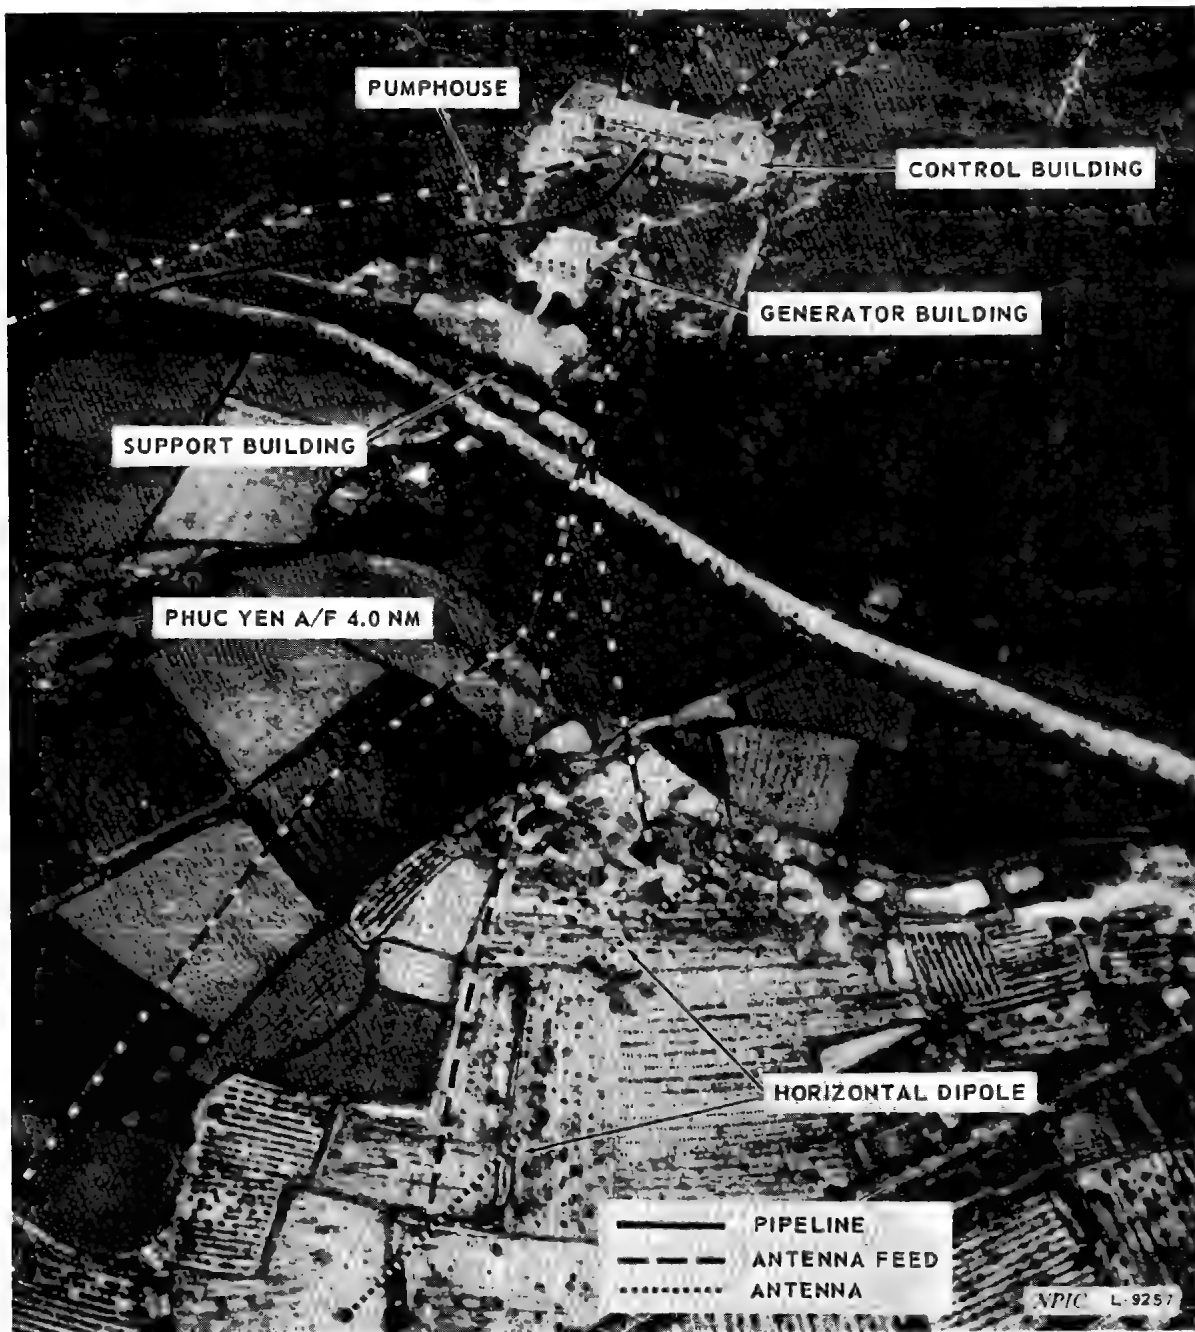 PUMPHOUSE
CONTROL BUILDING
GENERATOR BUILDING
SUPPORT BUILDING
PHUC YEN A/F 4.0 NM
HORIZONTAL DIPOLE
PIPELINE
ANTENNA FEED
ANTENNA
NPIC L-9257